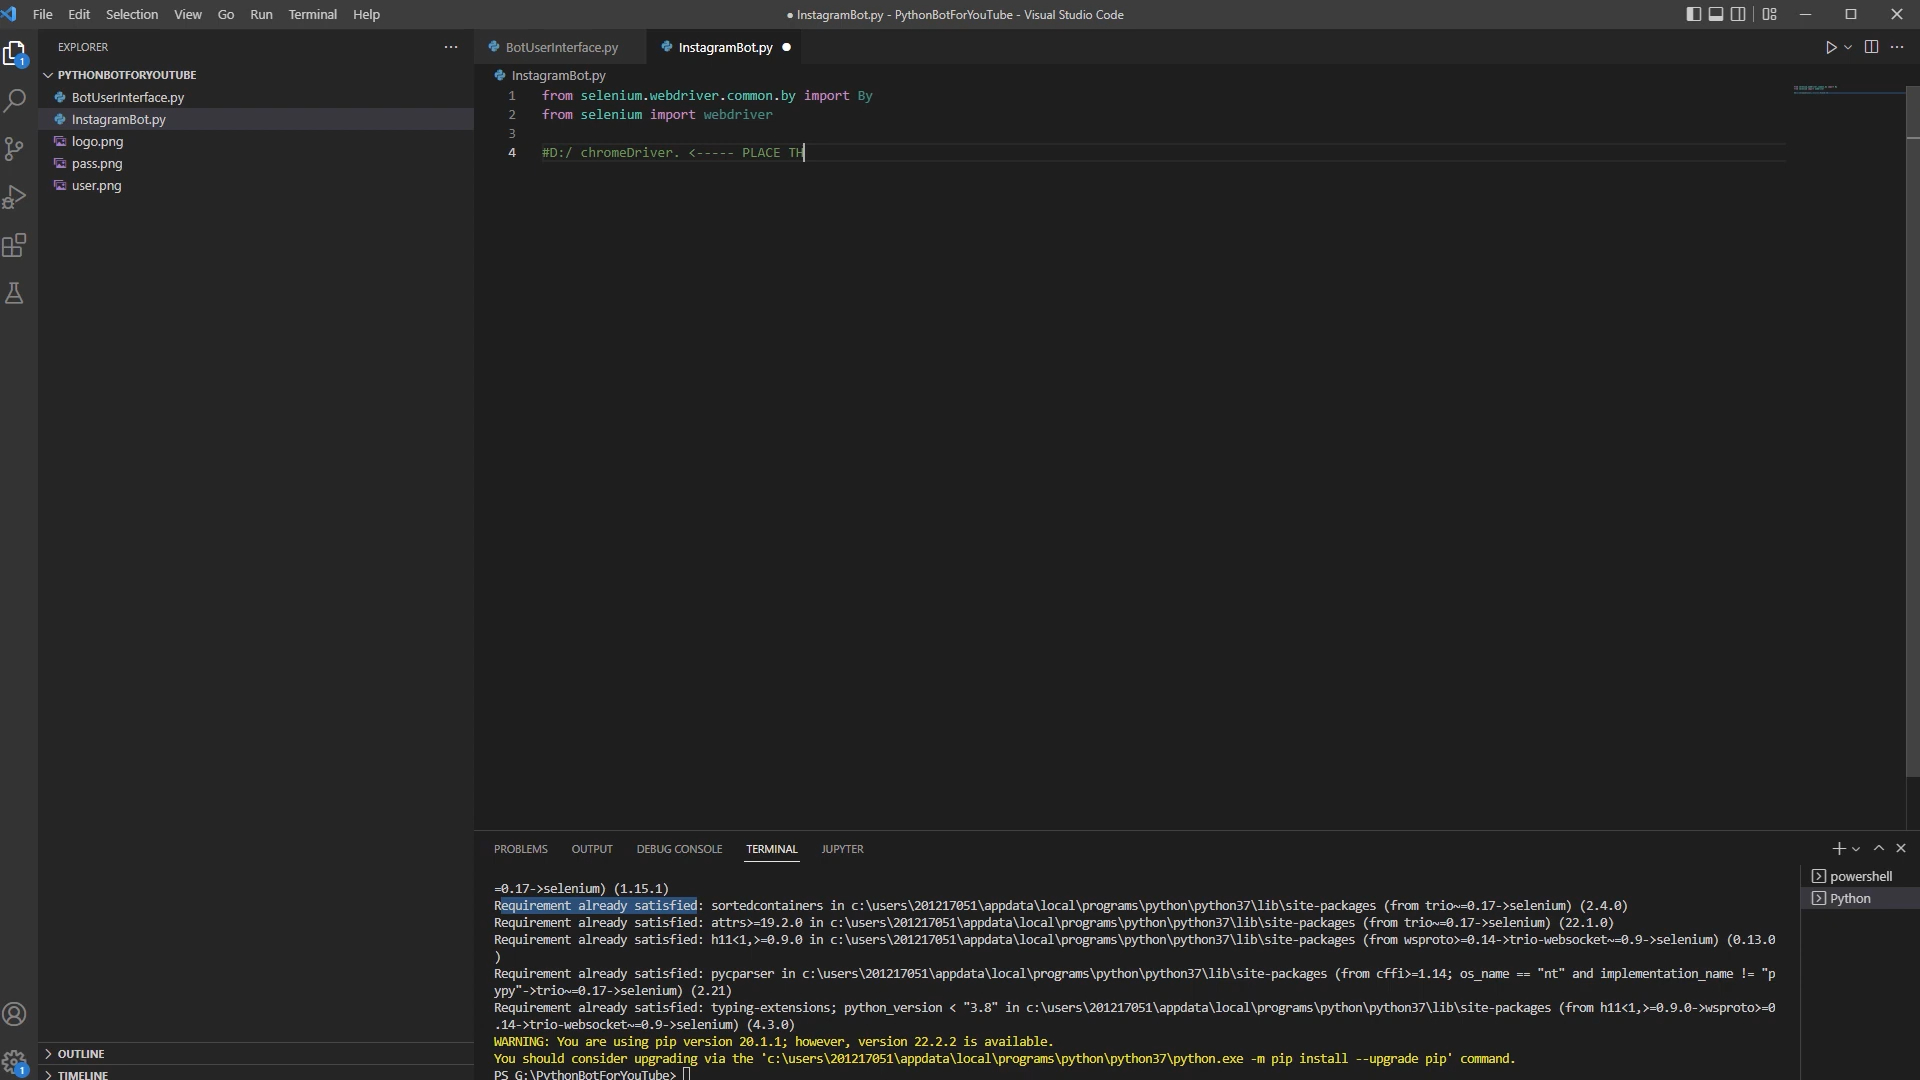 File Edit Selection View Go Run Terminal Help
● InstagramBot.py - PythonBotForYouTube - Visual Studio Code
EXPLORER
PYTHONBOTFORYOUTUBE
BotUserInterface.py
InstagramBot.py
logo.png
pass.png
user.png
OUTLINE
TIMELINE
1
1
BotUserInterface.py
InstagramBot.py
InstagramBot.py
1 from selenium.webdriver.common.by import By
2 from selenium import webdriver
3
4 #D:/ chromeDriver. <----- PLACE TH
PROBLEMS OUTPUT DEBUG CONSOLE TERMINAL JUPYTER
=0.17->selenium) (1.15.1)
Requirement already satisfied: sortedcontainers in c:\users\201217051\appdata\local\programs\python\python37\lib\site-packages (from trio~=0.17->selenium) (2.4.0)
Requirement already satisfied: attrs>=19.2.0 in c:\users\201217051\appdata\local\programs\python\python37\lib\site-packages (from trio~=0.17->selenium) (22.1.0)
Requirement already satisfied: h11<1,>=0.9.0 in c:\users\201217051\appdata\local\programs\python\python37\lib\site-packages (from wsproto>=0.14->trio-websocket~=0.9->selenium) (0.13.0
)
Requirement already satisfied: pycparser in c:\users\201217051\appdata\local\programs\python\python37\lib\site-packages (from cffi>=1.14; os_name == "nt" and implementation_name != "p
ypy"->trio~=0.17->selenium) (2.21)
Requirement already satisfied: typing-extensions; python_version < "3.8" in c:\users\201217051\appdata\local\programs\python\python37\lib\site-packages (from h11<1,>=0.9.0->wsproto>=0
.14->trio-websocket~=0.9->selenium) (4.3.0)
WARNING: You are using pip version 20.1.1; however, version 22.2.2 is available.
You should consider upgrading via the 'c:\users\201217051\appdata\local\programs\python\python37\python.exe -m pip install --upgrade pip' command.
PS G:\PythonBotForYouTube>
powershell
Python